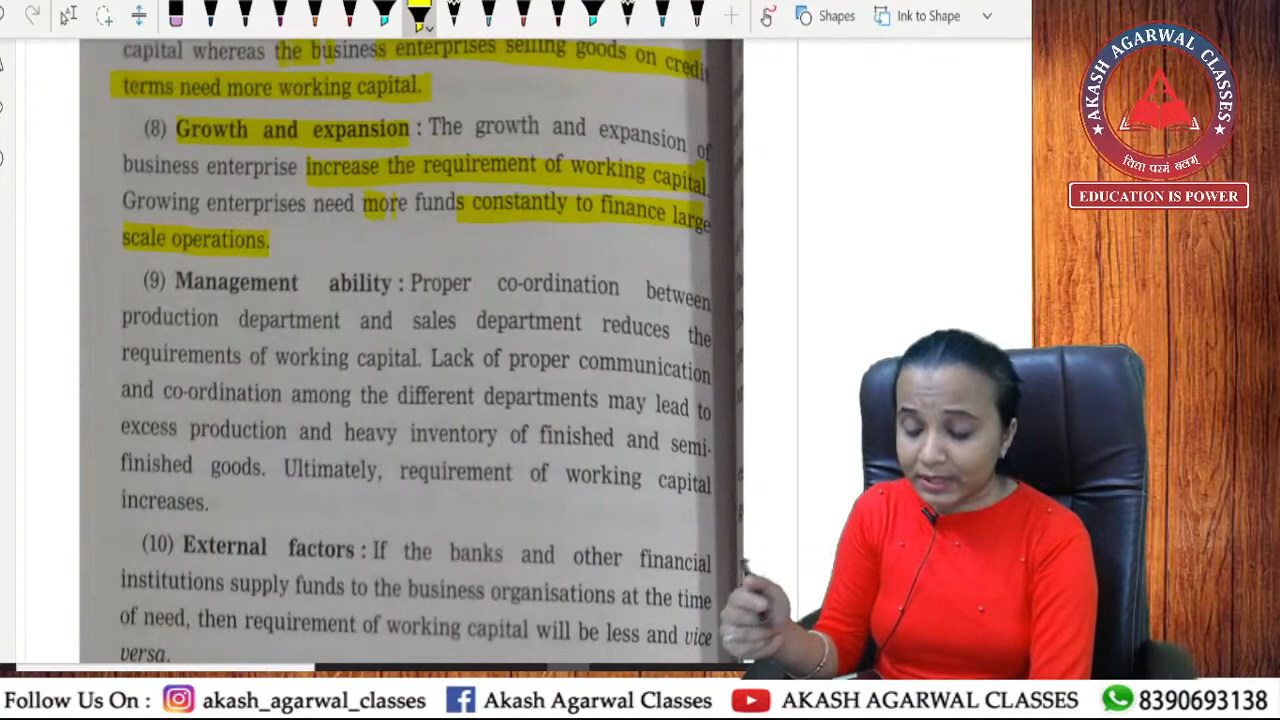 Shapes
Ink to Shape
capital whereas the business enterprises selling goods on credit
terms need more working capital.
(8) Growth and expansion : The growth and expansion of
business enterprise increase the requirement of working capital.
Growing enterprises need more funds constantly to finance large
scale operations.
(9) Management ability : Proper co-ordination between
production department and sales department reduces the
requirements of working capital. Lack of proper communication
and co-ordination among the different departments may lead to
excess production and heavy inventory of finished and semi-
finished goods. Ultimately, requirement of working capital
increases.
(10) External factors : If the banks and other financial
institutions supply funds to the business organisations at the time
of need, then requirement of working capital will be less and vice
versa.
AKASH AGARWAL CLASSES
विद्या परमं बलम्
EDUCATION IS POWER
Follow Us On : akash_agarwal_classes Akash Agarwal Classes AKASH AGARWAL CLASSES 8390693138